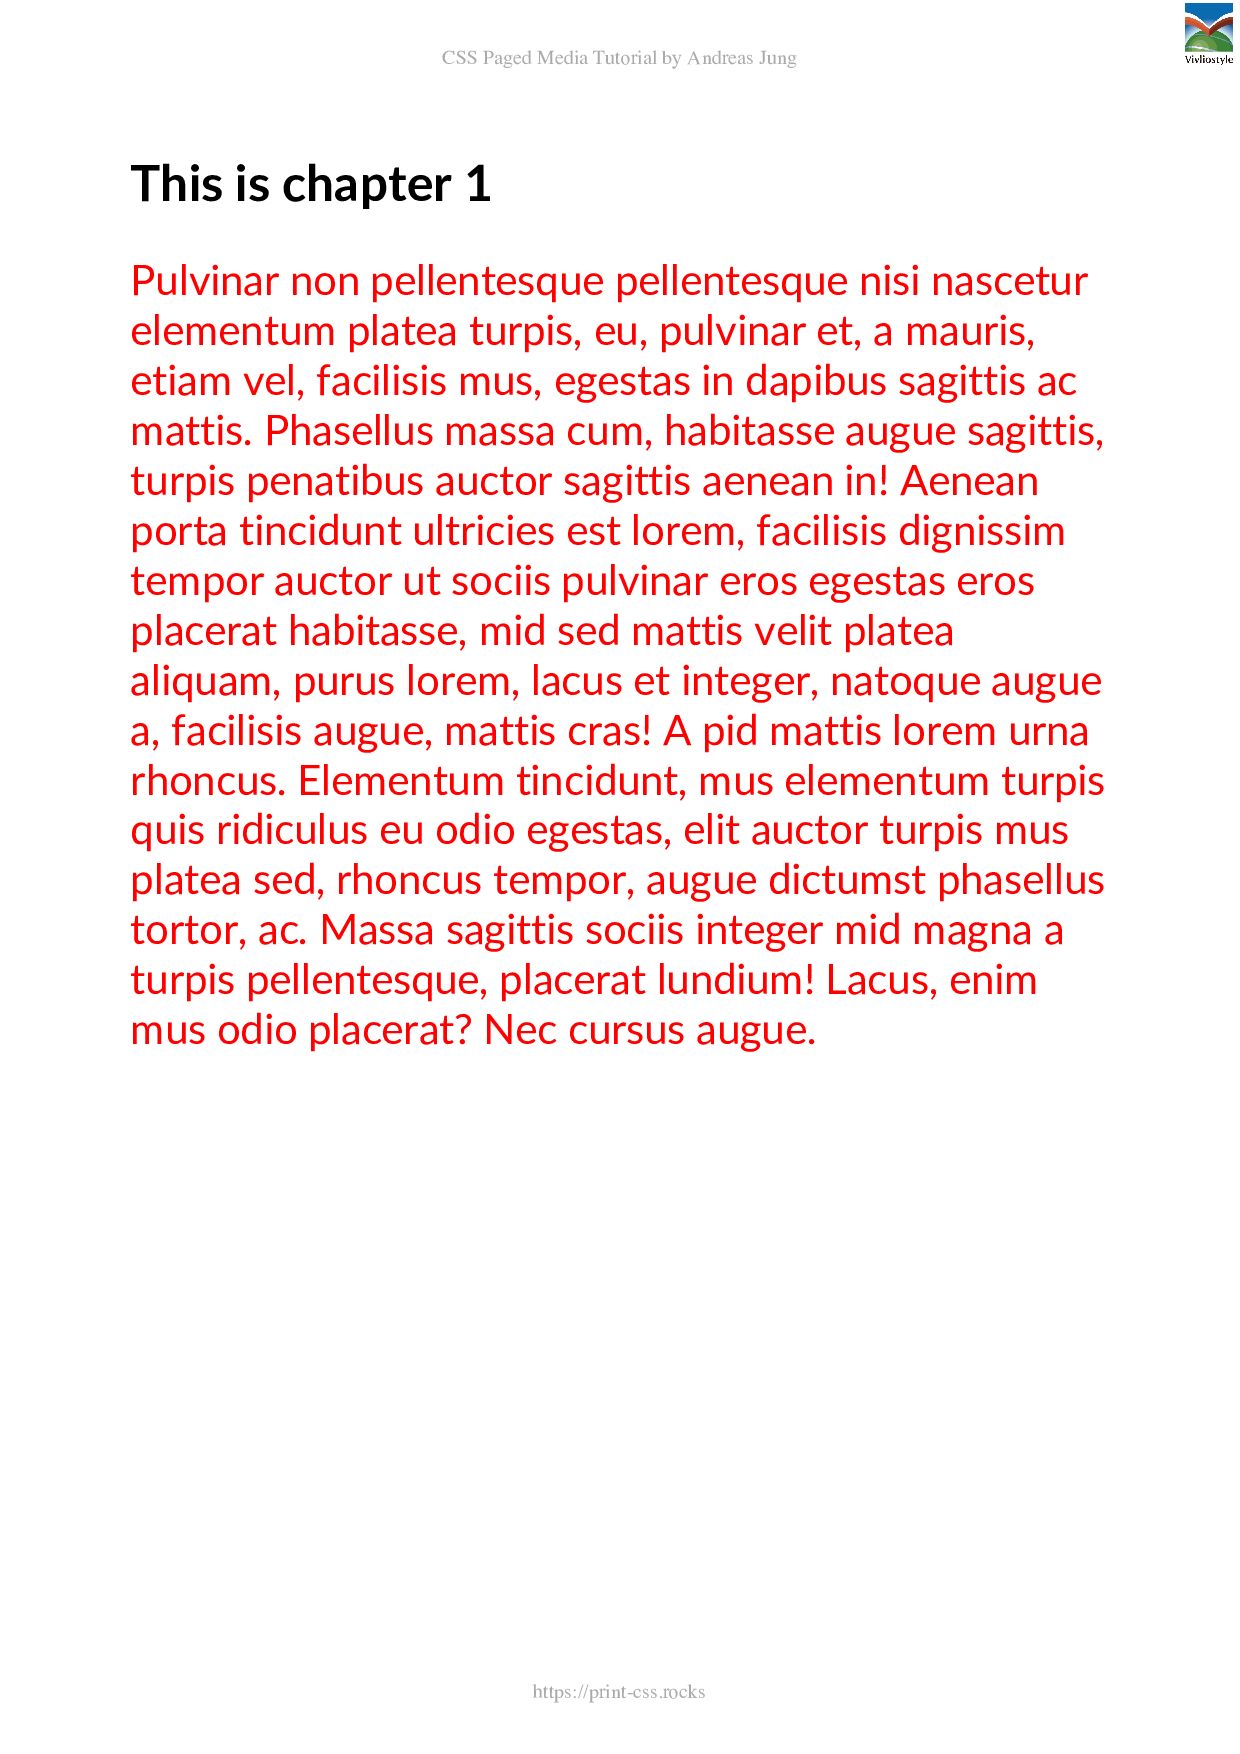 CSS Paged Media Tutorial by Andreas Jung
Vivliostyle
This is chapter 1
Pulvinar non pellentesque pellentesque nisi nascetur
elementum platea turpis, eu, pulvinar et, a mauris,
etiam vel, facilisis mus, egestas in dapibus sagittis ac
mattis. Phasellus massa cum, habitasse augue sagittis,
turpis penatibus auctor sagittis aenean in! Aenean
porta tincidunt ultricies est lorem, facilisis dignissim
tempor auctor ut sociis pulvinar eros egestas eros
placerat habitasse, mid sed mattis velit platea
aliquam, purus lorem, lacus et integer, natoque augue
a, facilisis augue, mattis cras! A pid mattis lorem urna
rhoncus. Elementum tincidunt, mus elementum turpis
quis ridiculus eu odio egestas, elit auctor turpis mus
platea sed, rhoncus tempor, augue dictumst phasellus
tortor, ac. Massa sagittis sociis integer mid magna a
turpis pellentesque, placerat lundium! Lacus, enim
mus odio placerat? Nec cursus augue.
https://print-css.rocks